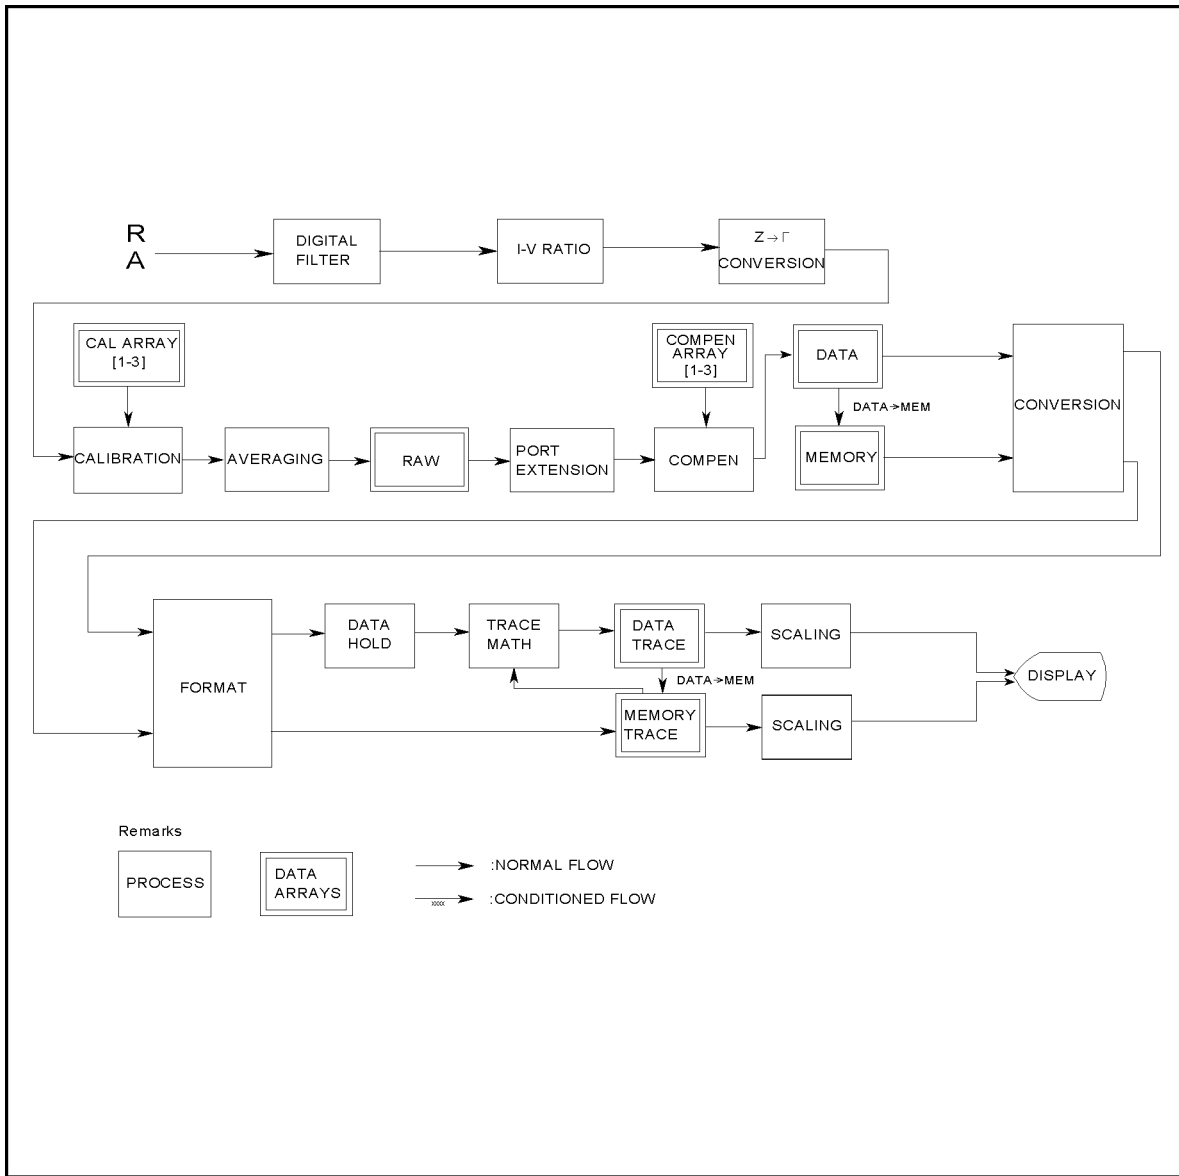 R
A
DIGITAL
FILTER
I-V RATIO
Z→Γ
CONVERSION
CAL ARRAY
[1-3]
COMPEN
ARRAY
[1-3]
DATA
DATA→MEM
CONVERSION
CALIBRATION
AVERAGING
RAW
PORT
EXTENSION
COMPEN
MEMORY
FORMAT
DATA
HOLD
TRACE
MATH
DATA
TRACE
SCALING
DATA→MEM
DISPLAY
MEMORY
TRACE
SCALING
Remarks
PROCESS
DATA
ARRAYS
:NORMAL FLOW
xxxx
:CONDITIONED FLOW